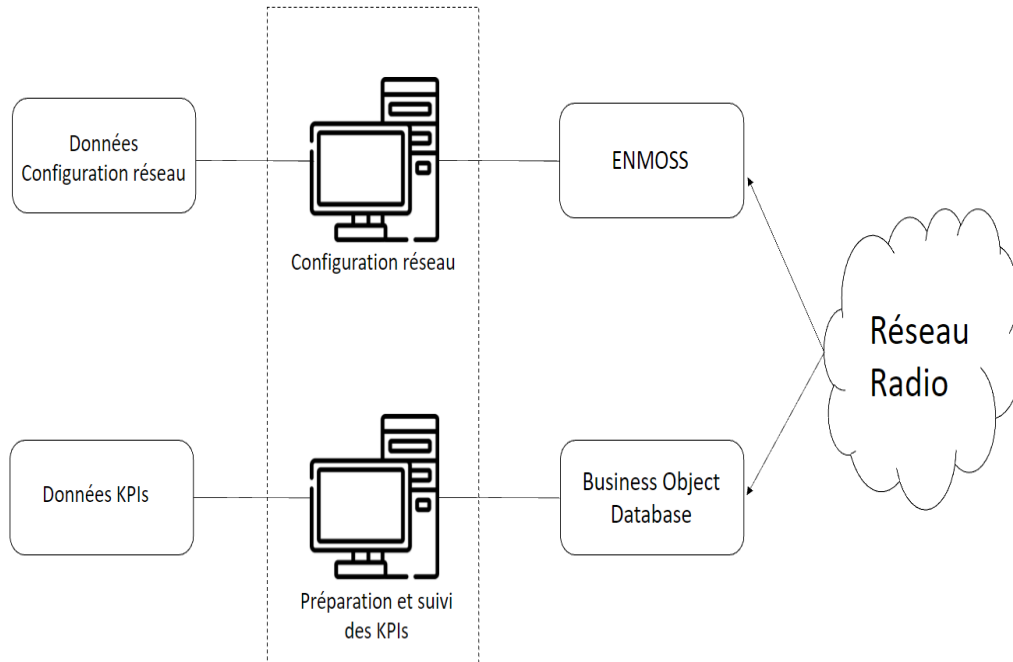 Données
Configuration réseau
Configuration réseau
ENMOSS
Réseau
Radio
Données KPIs
Préparation et suivi
des KPIs
Business Object
Database